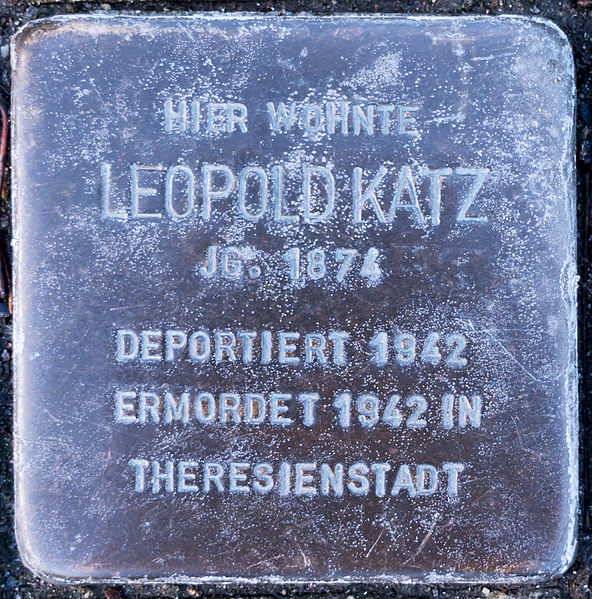 HIER WOHNTE
LEOPOLD KATZ
JG. 1874
DEPORTIERT 1942
ERMORDET 1942 IN
THERESIENSTADT